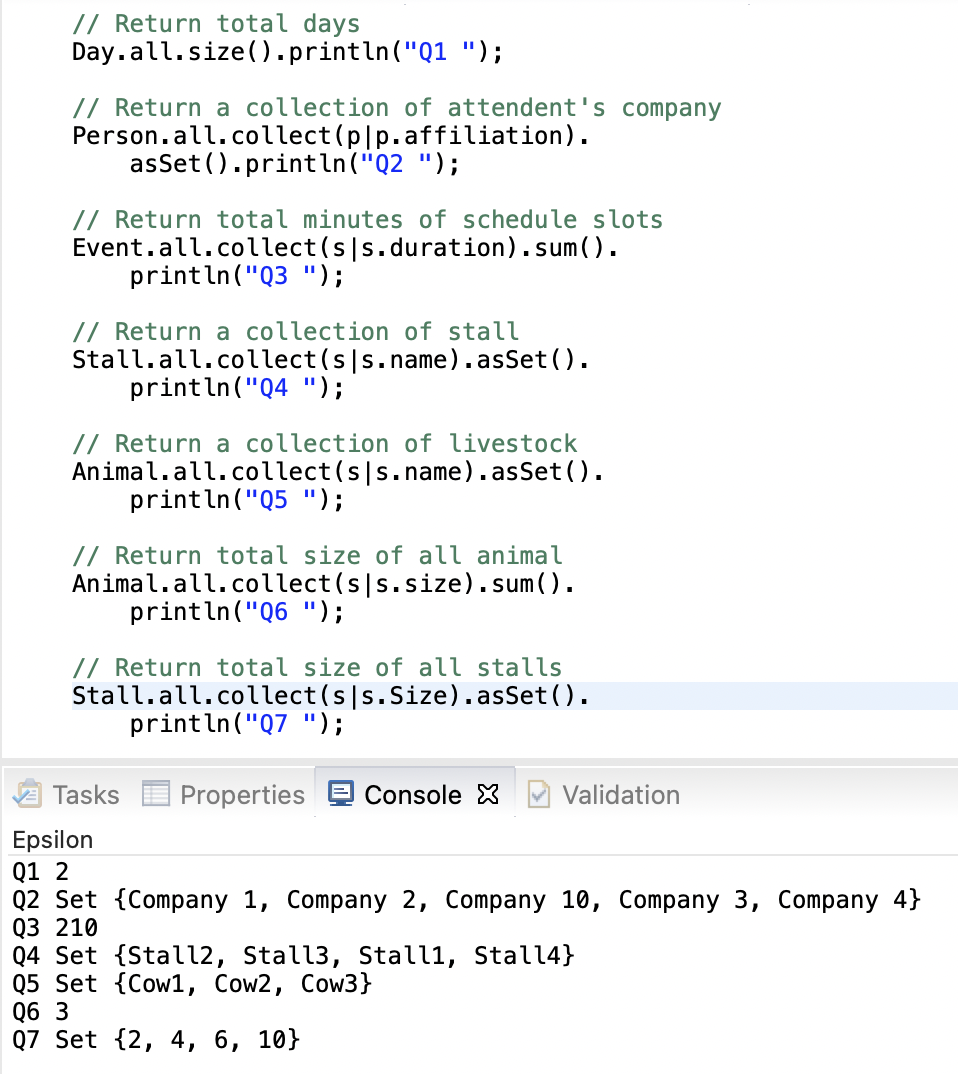 // Return total days
Day.all.size().println("Q1 ");
// Return a collection of attendent's company
Person.all.collect(p|p.affiliation).
asSet().println("Q2 ");
// Return total minutes of schedule slots
Event.all.collect(s|s.duration).sum().
println("Q3 ");
// Return a collection of stall
Stall.all.collect(s|s.name).asSet().
println("Q4 ");
// Return a collection of livestock
Animal.all.collect(s|s.name).asSet().
println("Q5 ");
// Return total size of all animal
Animal.all.collect(s|s.size).sum().
println("Q6 ");
// Return total size of all stalls
Stall.all.collect(s|s.Size).asSet().
println("Q7 ");
Tasks Properties Console Validation
Epsilon
Q1 2
Q2 Set {Company 1, Company 2, Company 10, Company 3, Company 4}
Q3 210
Q4 Set {Stall2, Stall3, Stall1, Stall4}
Q5 Set {Cow1, Cow2, Cow3}
Q6 3
Q7 Set {2, 4, 6, 10}